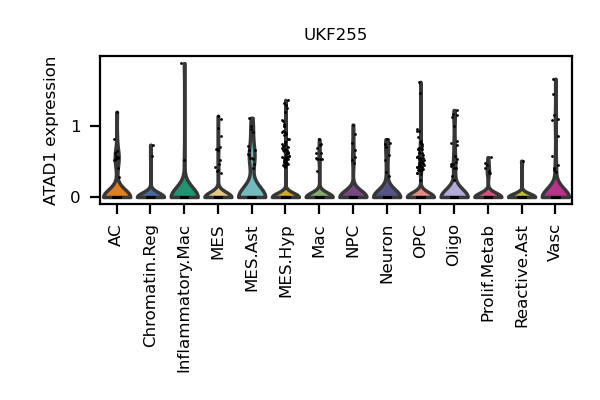 UKF255
ATAD1 expression
1
0
AC
Chromatin.Reg
Inflammatory.Mac
MES
MES.Ast
MES.Hyp
Mac
NPC
Neuron
OPC
Oligo
Prolif.Metab
Reactive.Ast
Vasc